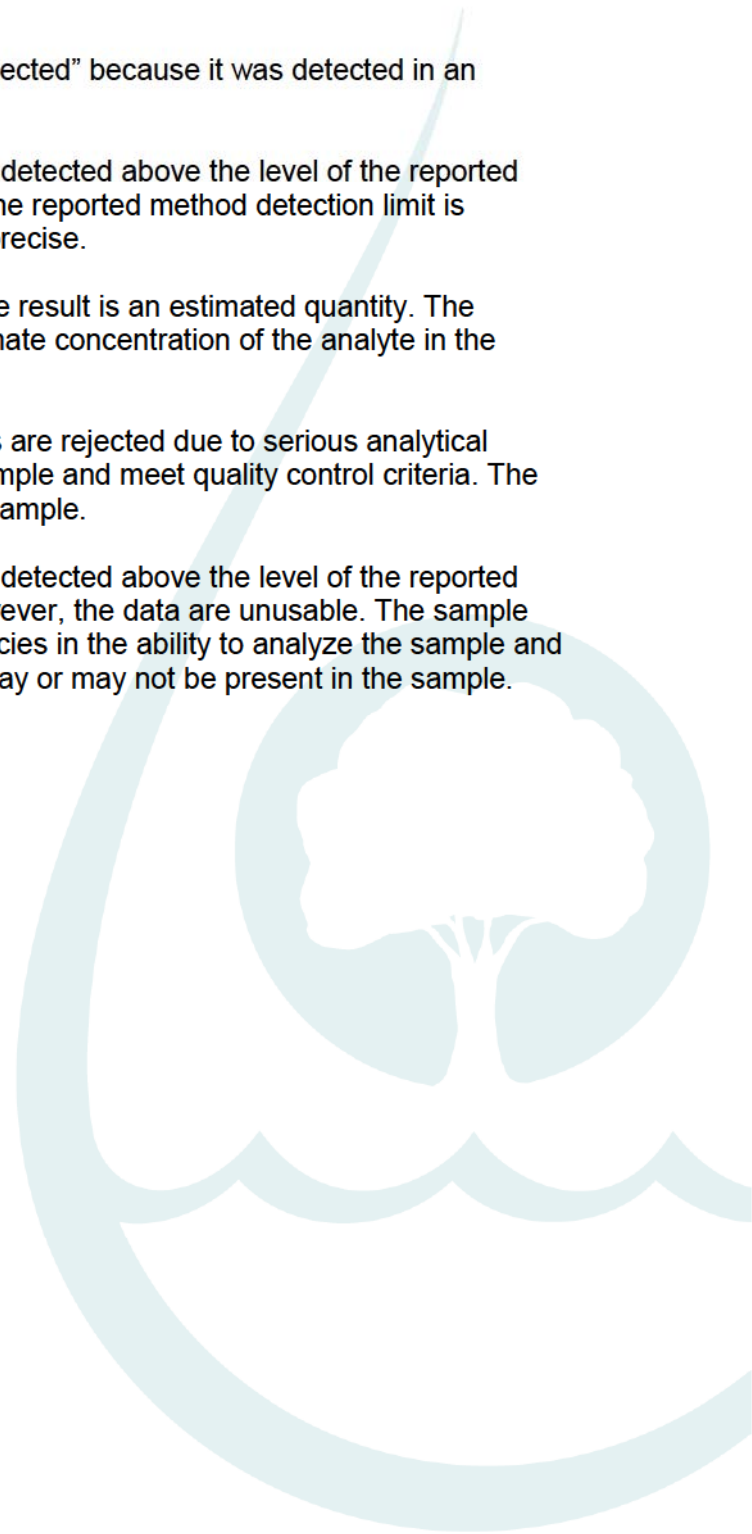 ected” because it was detected in an
detected above the level of the reported
ne reported method detection limit is
recise.
e result is an estimated quantity. The
nate concentration of the analyte in the
s are rejected due to serious analytical
mple and meet quality control criteria. The
ample.
detected above the level of the reported
ever, the data are unusable. The sample
cies in the ability to analyze the sample and
ay or may not be present in the sample.